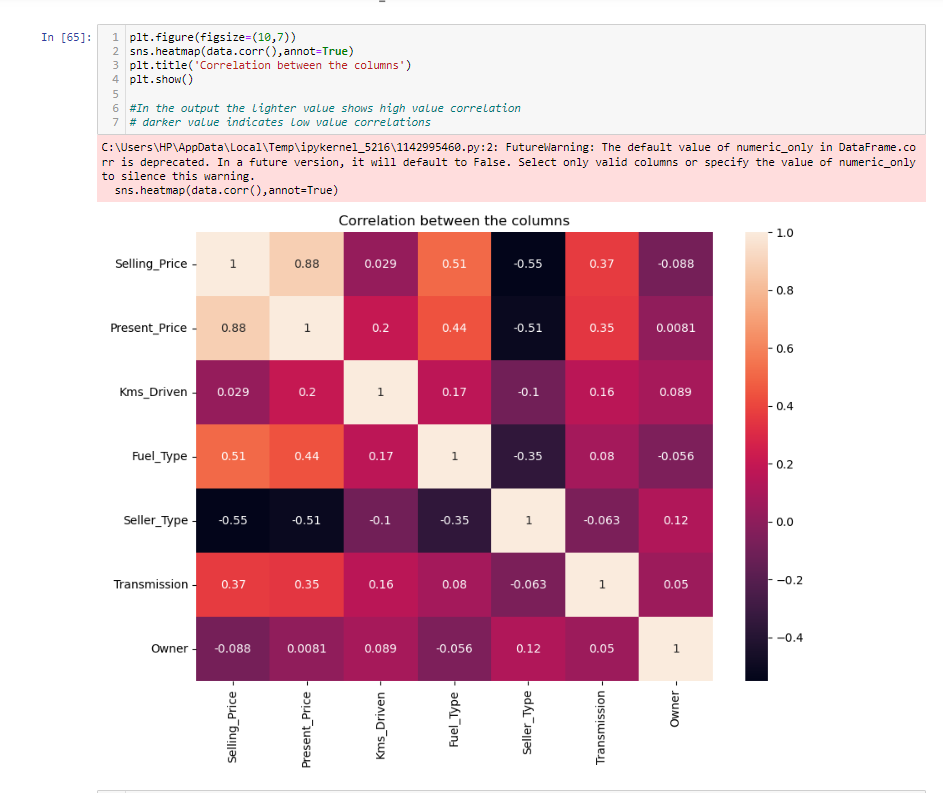 In [65]:
1 plt.figure(figsize=(10,7))
2 sns.heatmap(data.corr(),annot=True)
3 plt.title('Correlation between the columns')
4 plt.show()
5
6 #In the output the lighter value shows high value correlation
7 # darker value indicates low value correlations
C:\Users\HP\AppData\Local\Temp\ipykernel_5216\1142995460.py:2: FutureWarning: The default value of numeric_only in DataFrame.co
rr is deprecated. In a future version, it will default to False. Select only valid columns or specify the value of numeric_only
to silence this warning.
sns.heatmap(data.corr(),annot=True)
Correlation between the columns
Selling_Price 1 0.88 0.029 0.51 -0.55 0.37 -0.088
Present_Price 0.88 1 0.2 0.44 -0.51 0.35 0.0081
Kms_Driven 0.029 0.2 1 0.17 -0.1 0.16 0.089
Fuel_Type 0.51 0.44 0.17 1 -0.35 0.08 -0.056
Seller_Type -0.55 -0.51 -0.1 -0.35 1 -0.063 0.12
Transmission 0.37 0.35 0.16 0.08 -0.063 1 0.05
Owner -0.088 0.0081 0.089 -0.056 0.12 0.05 1
Selling_Price
Present_Price
Kms_Driven
Fuel_Type
Seller_Type
Transmission
Owner
1.0
0.8
0.6
0.4
0.2
0.0
−0.2
−0.4